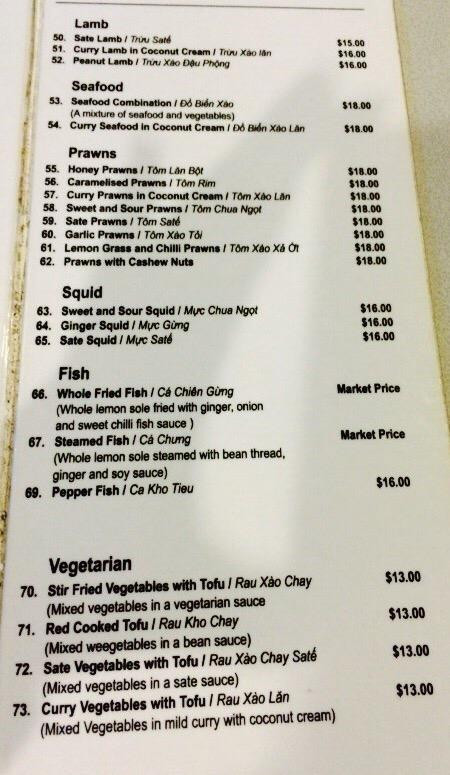 Lamb
50. Sate Lamb / Trừu Saté $15.00
51. Curry Lamb in Coconut Cream / Trừu Xào lăn $16.00
52. Peanut Lamb / Trừu Xào Đậu Phộng $16.00
Seafood
53. Seafood Combination / Đồ Biển Xào $18.00
(A mixture of seafood and vegetables)
54. Curry Seafood in Coconut Cream / Đồ Biển Xào Lăn $18.00
Prawns
55. Honey Prawns / Tôm Lăn Bột $18.00
56. Caramelised Prawns / Tôm Rim $18.00
57. Curry Prawns in Coconut Cream / Tôm Xào Lăn $18.00
58. Sweet and Sour Prawns / Tôm Chua Ngọt $18.00
59. Sate Prawns / Tôm Saté $18.00
60. Garlic Prawns / Tôm Xào Tỏi $18.00
61. Lemon Grass and Chilli Prawns / Tôm Xào Xả Ớt $18.00
62. Prawns with Cashew Nuts $18.00
Squid
63. Sweet and Sour Squid / Mực Chua Ngọt $16.00
64. Ginger Squid / Mực Gừng $16.00
65. Sate Squid / Mực Saté $16.00
Fish
66. Whole Fried Fish / Cá Chiên Gừng Market Price
(Whole lemon sole fried with ginger, onion
and sweet chilli fish sauce )
67. Steamed Fish / Cá Chưng Market Price
(Whole lemon sole steamed with bean thread,
ginger and soy sauce)
69. Pepper Fish / Ca Kho Tieu $16.00
Vegetarian
70. Stir Fried Vegetables with Tofu / Rau Xào Chay $13.00
(Mixed vegetables in a vegetarian sauce
71. Red Cooked Tofu / Rau Kho Chay $13.00
(Mixed weegetables in a bean sauce)
72. Sate Vegetables with Tofu / Rau Xào Chay Saté $13.00
(Mixed vegetables in a sate sauce)
73. Curry Vegetables with Tofu / Rau Xào Lăn $13.00
(Mixed Vegetables in mild curry with coconut cream)